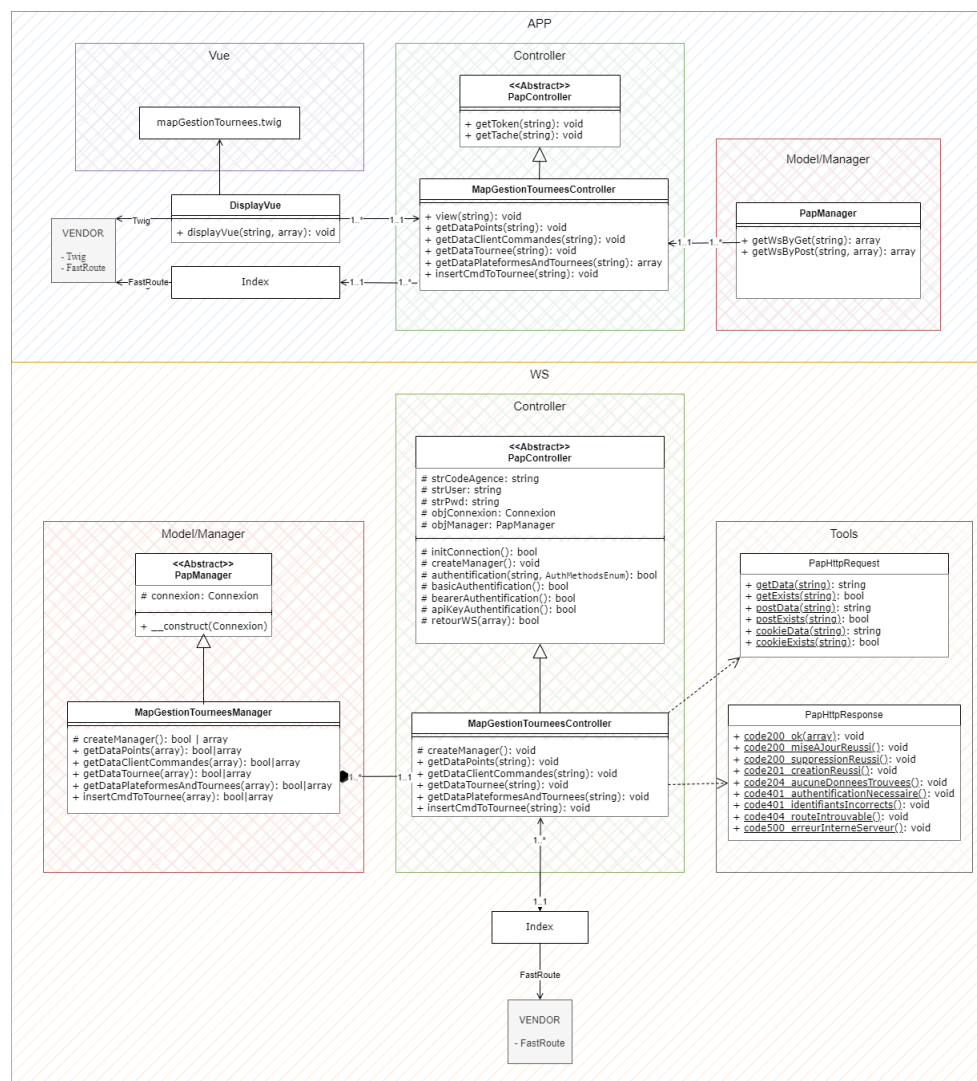 APP
Vue
mapGestionTournees.twig
DisplayVue
+ displayVue(string, array): void
Twig
1..*
1..1
VENDOR
- Twig
- FastRoute
FastRoute
Index
1..1
1..*
Controller
<<Abstract>>
PapController
+ getToken(string): void
+ getTache(string): void
MapGestionTourneesController
+ view(string): void
+ getDataPoints(string): void
+ getDataClientCommandes(string): void
+ getDataTournee(string): void
+ getDataPlateformesAndTournees(string): array
+ insertCmdToTournee(string): void
1..1
1..*
Model/Manager
PapManager
+ getWsByGet(string): array
+ getWsByPost(string, array): array
WS
Controller
<<Abstract>>
PapController
# strCodeAgence: string
# strUser: string
# strPwd: string
# objConnexion: Connexion
# objManager: PapManager
# initConnection(): bool
# createManager(): void
# authentification(string, AuthMethodsEnum): bool
# basicAuthentification(): bool
# bearerAuthentification(): bool
# apiKeyAuthentification(): bool
# retourWS(array): bool
Model/Manager
<<Abstract>>
PapManager
# connexion: Connexion
+ __construct(Connexion)
MapGestionTourneesManager
# createManager(): bool | array
+ getDataPoints(array): bool|array
+ getDataClientCommandes(array): bool|array
+ getDataTournee(array): bool|array
+ getDataPlateformesAndTournees(array): bool|array
+ insertCmdToTournee(array): bool|array
1..*
1..1
MapGestionTourneesController
# createManager(): void
+ getDataPoints(string): void
+ getDataClientCommandes(string): void
+ getDataTournee(string): void
+ getDataPlateformesAndTournees(string): void
+ insertCmdToTournee(string): void
Tools
PapHttpRequest
+ getData(string): string
+ getExists(string): bool
+ postData(string): string
+ postExists(string): bool
+ cookieData(string): string
+ cookieExists(string): bool
PapHttpResponse
+ code200_ok(array): void
+ code200_miseAJourReussi(): void
+ code200_suppressionReussi(): void
+ code201_creationReussi(): void
+ code204_aucuneDonneesTrouvees(): void
+ code401_authentificationNecessaire(): void
+ code401_identifiantsIncorrects(): void
+ code404_routeIntrouvable(): void
+ code500_erreurInterneServeur(): void
1..*
1..1
Index
FastRoute
VENDOR
- FastRoute